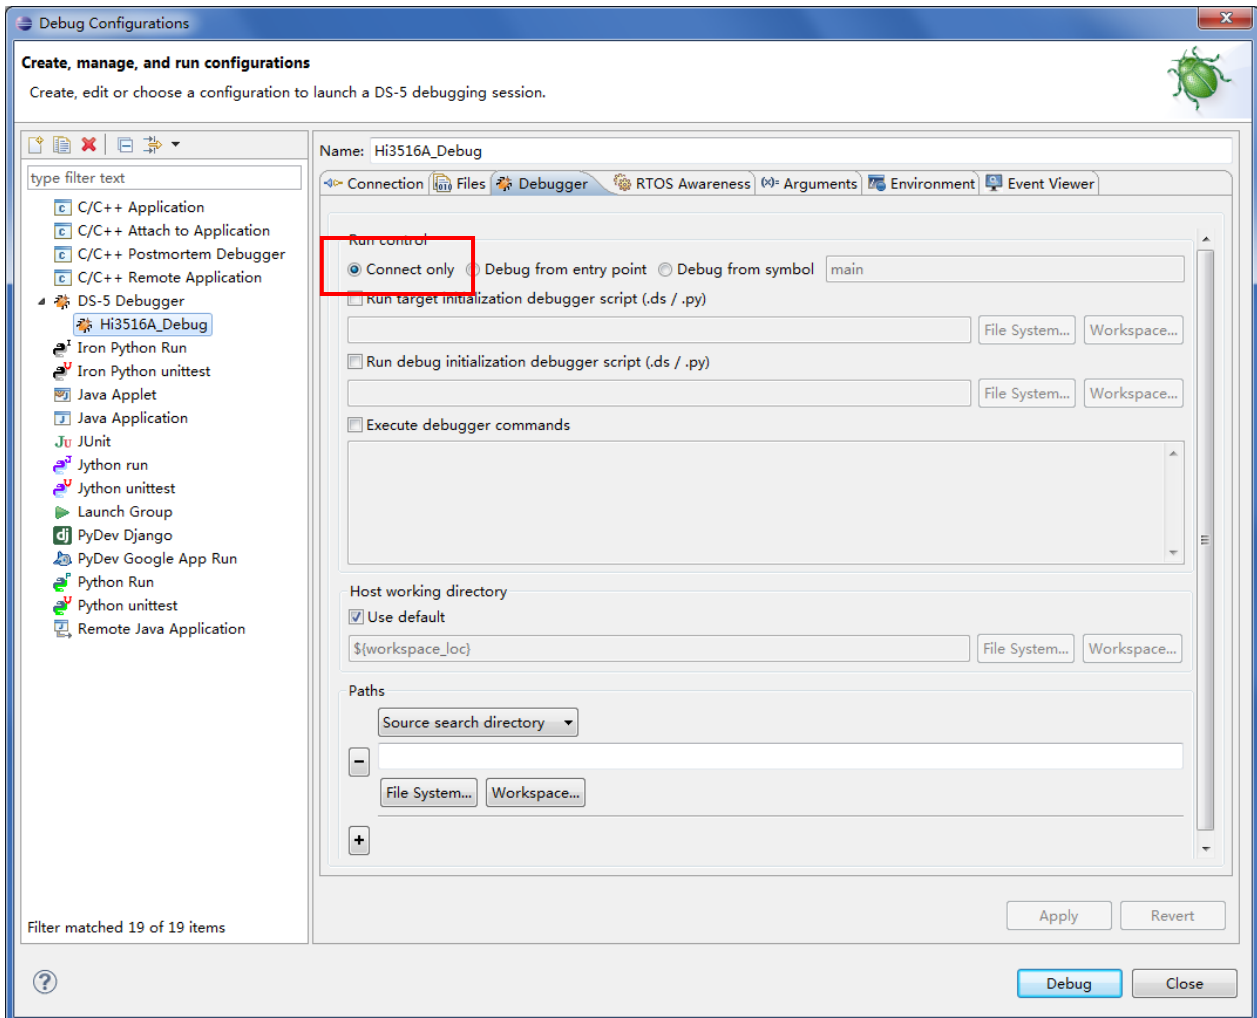 Debug Configurations
Create, manage, and run configurations
Create, edit or choose a configuration to launch a DS-5 debugging session.
type filter text
C/C++ Application
C/C++ Attach to Application
C/C++ Postmortem Debugger
C/C++ Remote Application
DS-5 Debugger
Hi3516A_Debug
Iron Python Run
Iron Python unittest
Java Applet
Java Application
JUnit
Jython run
Jython unittest
Launch Group
PyDev Django
PyDev Google App Run
Python Run
Python unittest
Remote Java Application
Filter matched 19 of 19 items
Name: Hi3516A_Debug
Connection Files Debugger RTOS Awareness (x)= Arguments Environment Event Viewer
Run control
Connect only Debug from entry point Debug from symbol main
Run target initialization debugger script (.ds / .py)
File System... Workspace...
Run debug initialization debugger script (.ds / .py)
File System... Workspace...
Execute debugger commands
Host working directory
Use default
${workspace_loc} File System... Workspace...
Paths
Source search directory
File System... Workspace...
Apply Revert
Debug Close